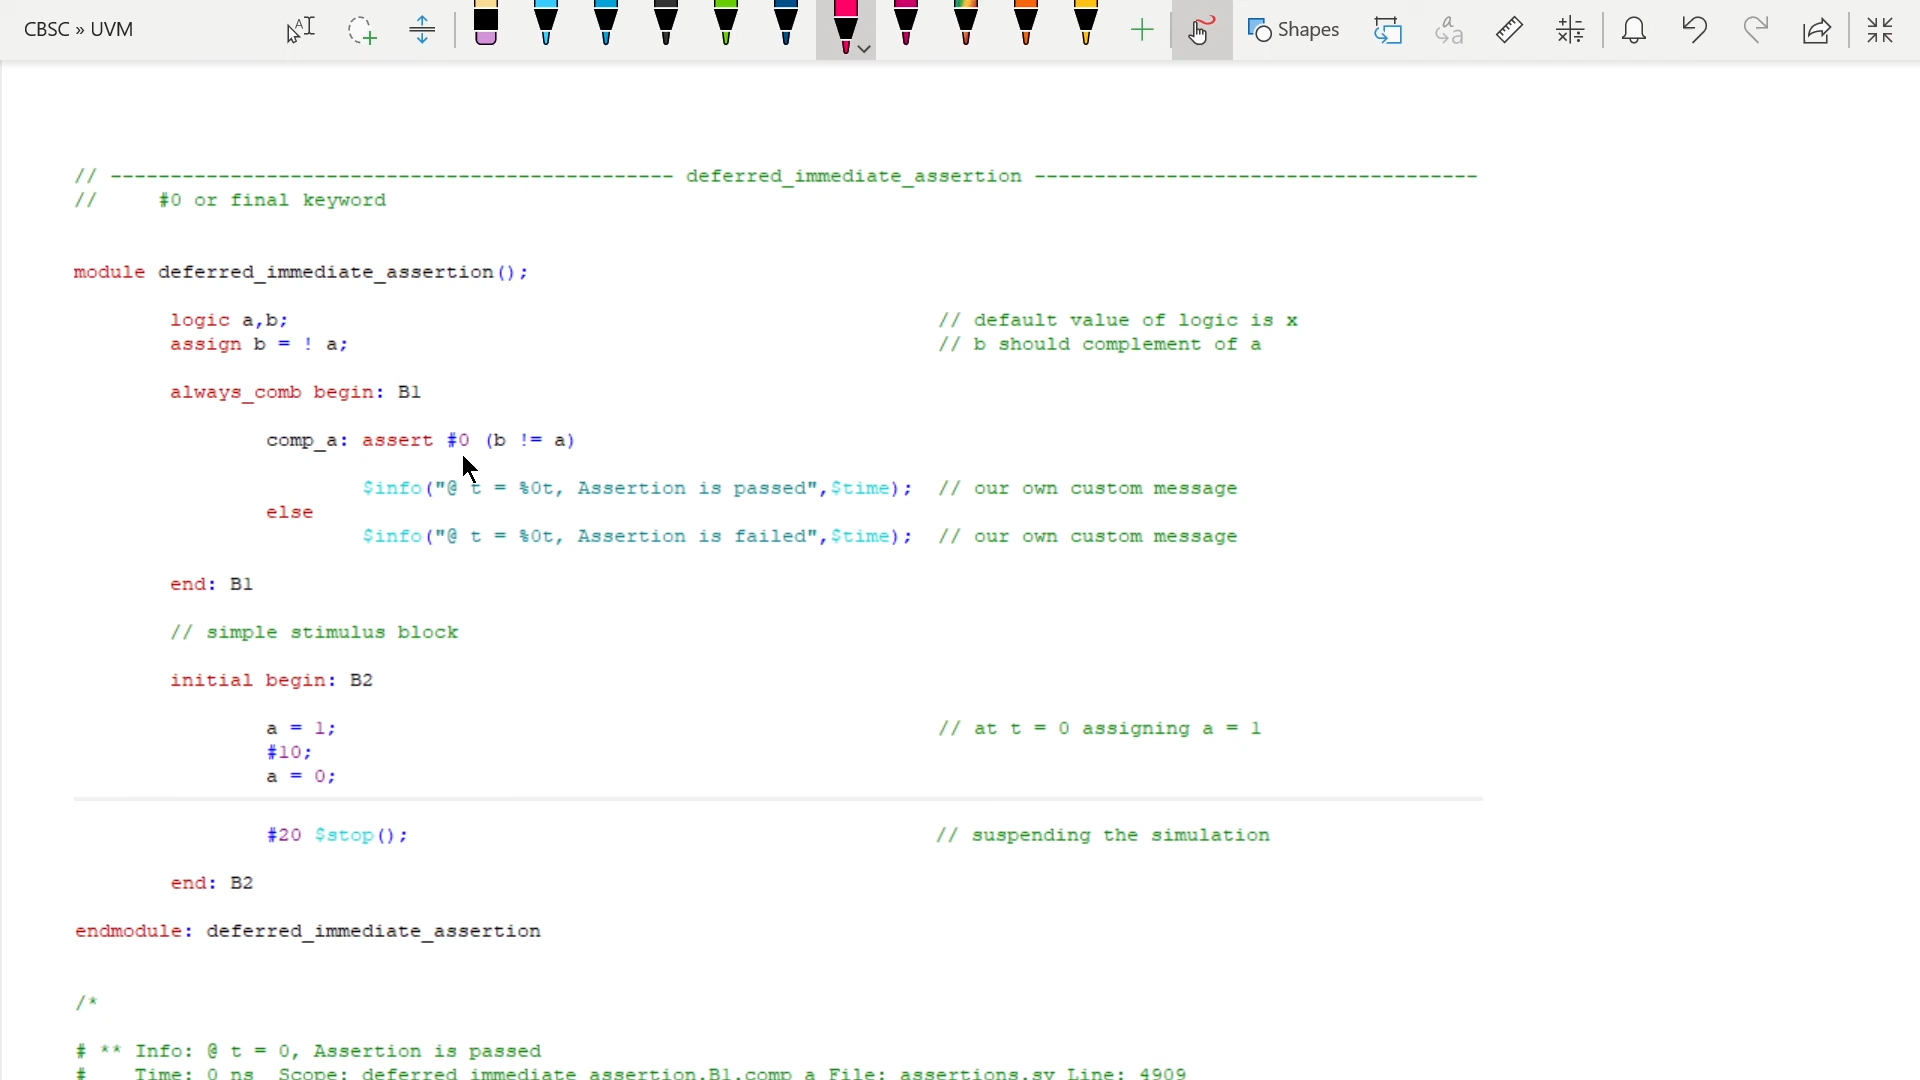 CBSC » UVM
Shapes
// ----------------------------------------------- deferred_immediate_assertion -------------------------------------
// #0 or final keyword
module deferred_immediate_assertion();
logic a,b; // default value of logic is x
assign b = ! a; // b should complement of a
always_comb begin: B1
comp_a: assert #0 (b != a)
$info("@ t = %0t, Assertion is passed",$time); // our own custom message
else
$info("@ t = %0t, Assertion is failed",$time); // our own custom message
end: B1
// simple stimulus block
initial begin: B2
a = 1; // at t = 0 assigning a = 1
#10;
a = 0;
#20 $stop(); // suspending the simulation
end: B2
endmodule: deferred_immediate_assertion
/*
# ** Info: @ t = 0, Assertion is passed
# Time: 0 ns Scope: deferred_immediate_assertion.B1.comp_a File: assertions.sv Line: 4909